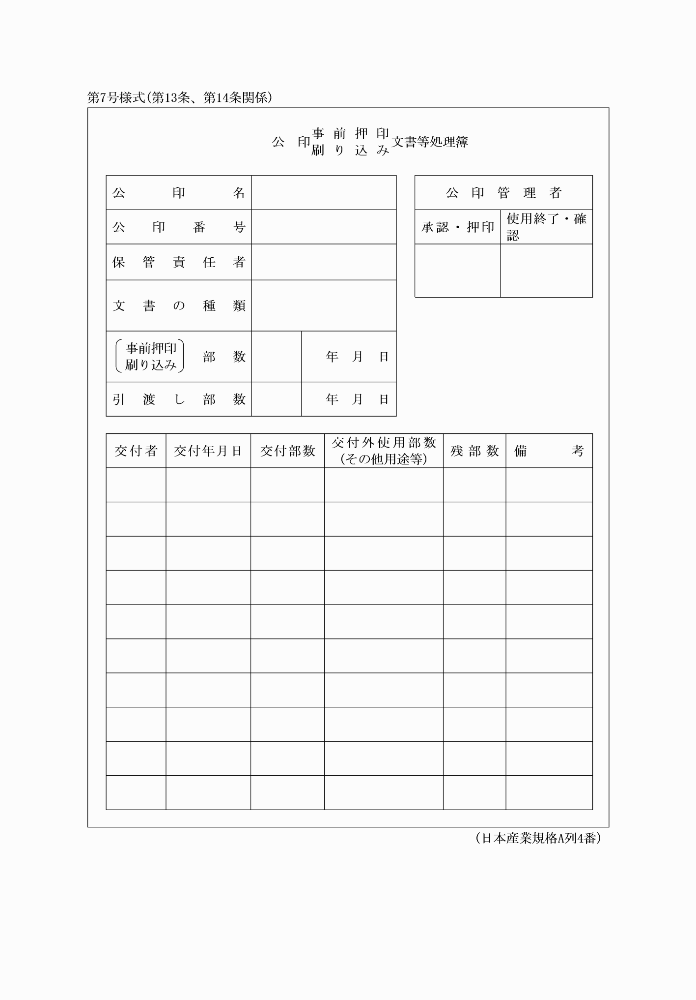 第7号様式(第13条、第14条関係)
公　印事前押印文書等処理簿
刷り込み
公印名
公印番号
保管責任者
文書の種類
事前押印
刷り込み
部数
年　月　日
引渡し部数
年　月　日
公印管理者
承認・押印
使用終了・確
認
交付者
交付年月日
交付部数
交付外使用部数
(その他用途等)
残部数
備考
(日本産業規格A列4番)